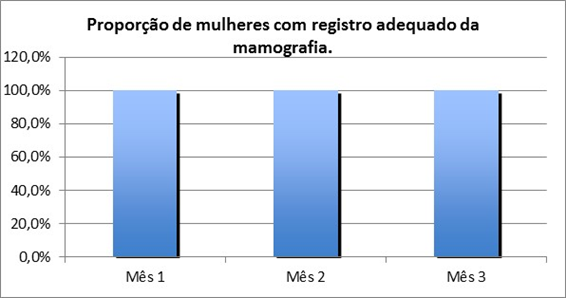 Proporção de mulheres com registro adequado da
mamografia.
120,0%
100,0%
80,0%
60,0%
40,0%
20,0%
0,0%
Mês 1
Mês 2
Mês 3